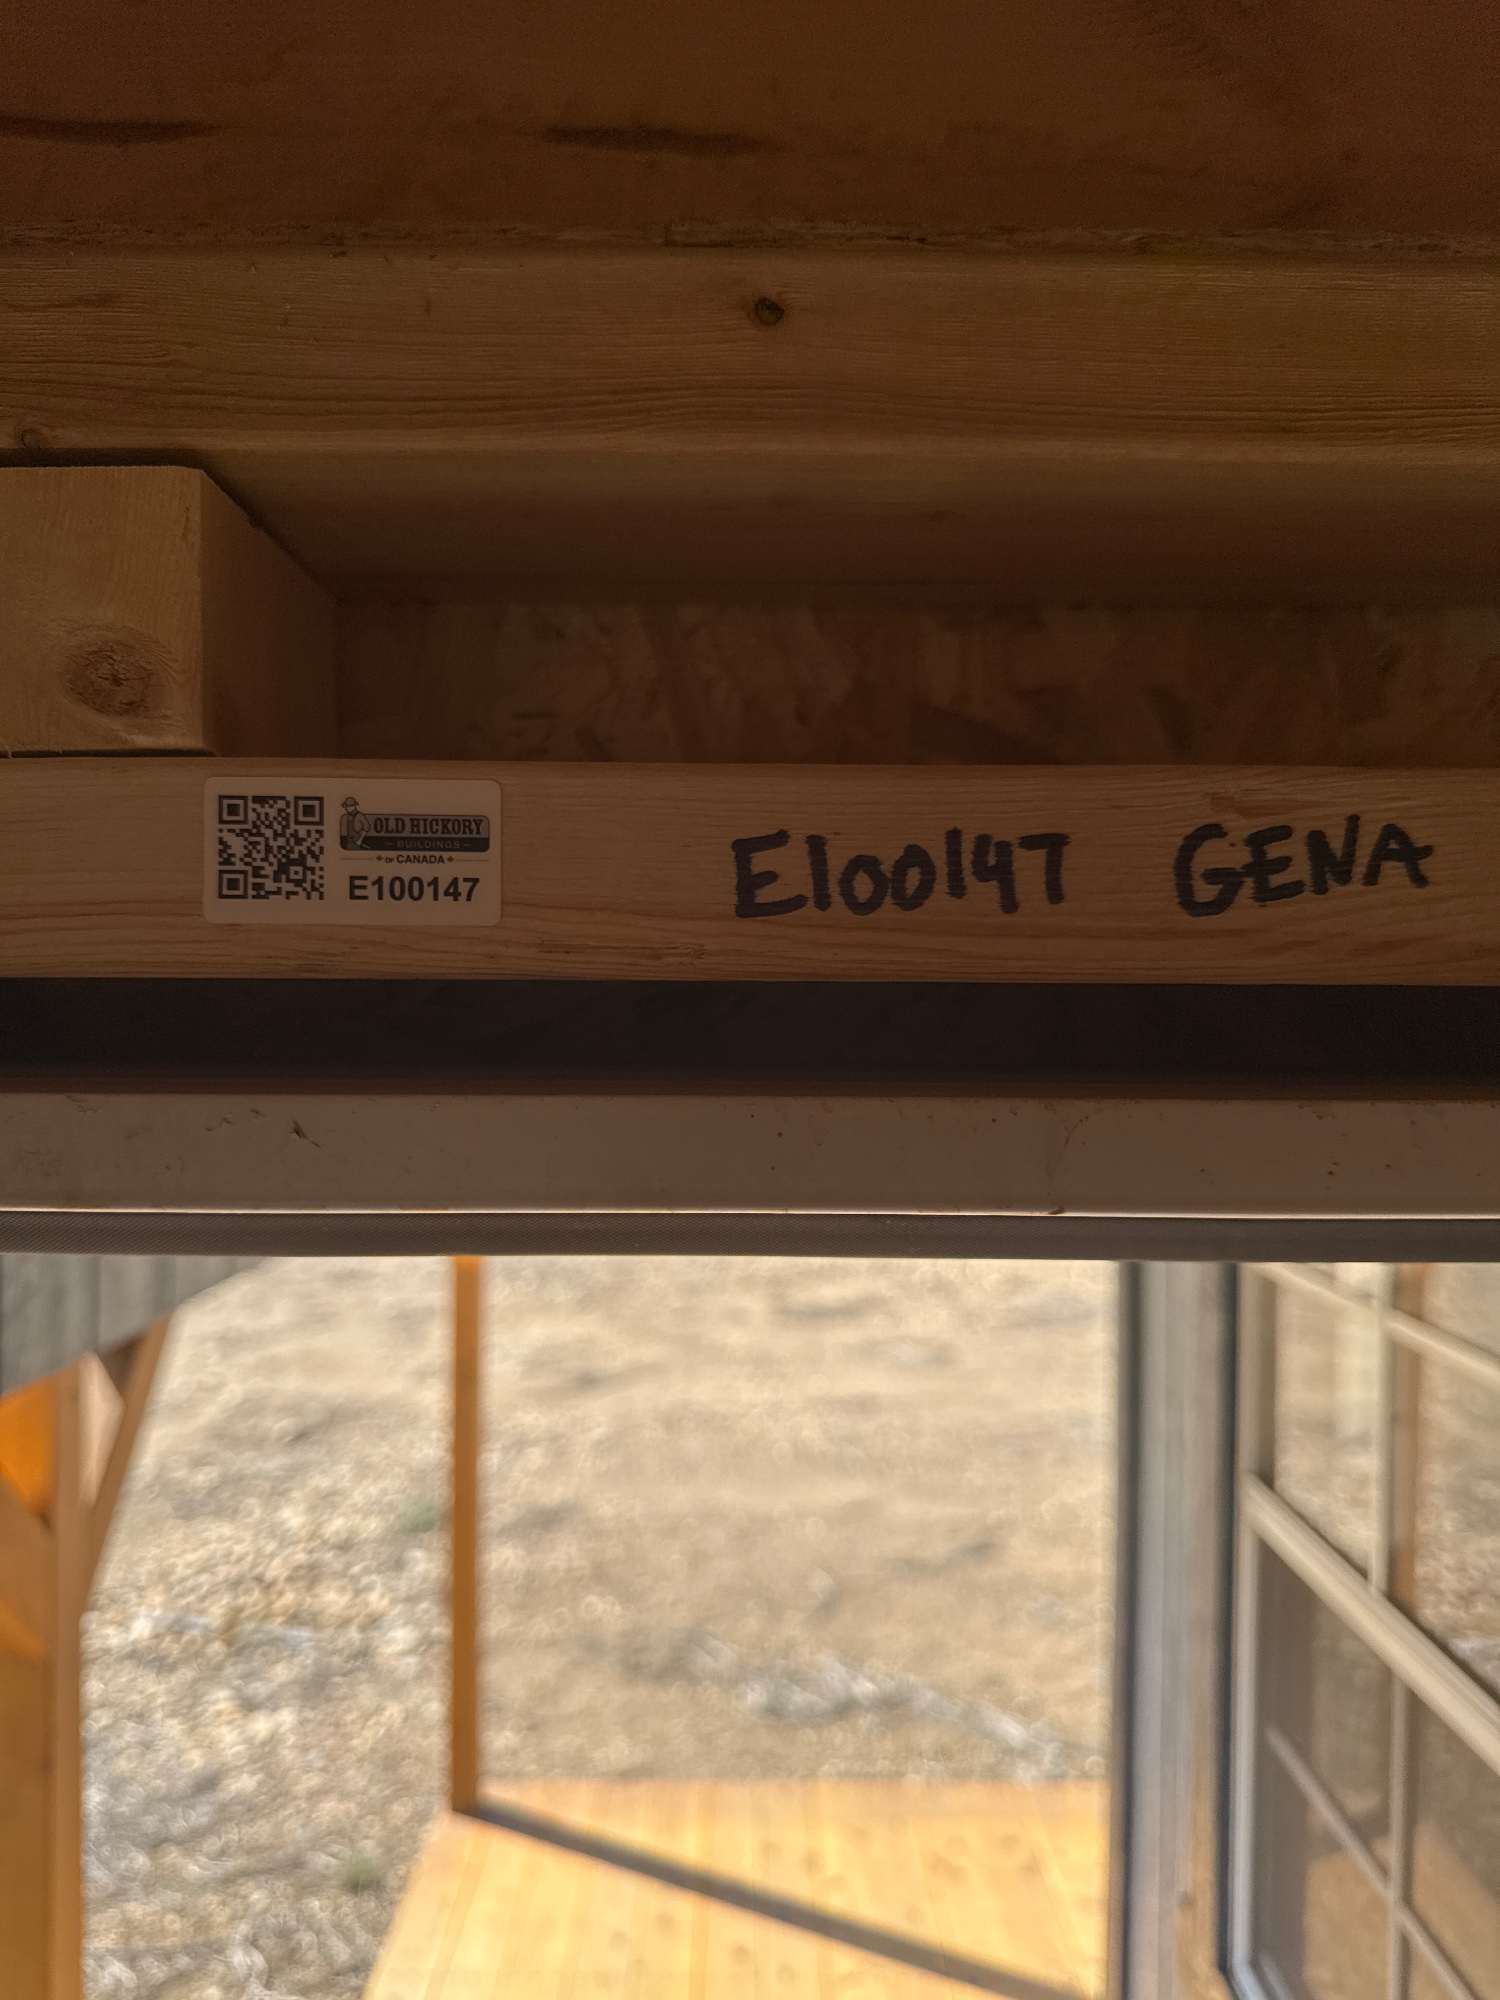 OLD HICKORY
BUILDINGS
OF CANADA
E100147
E100147 GENA